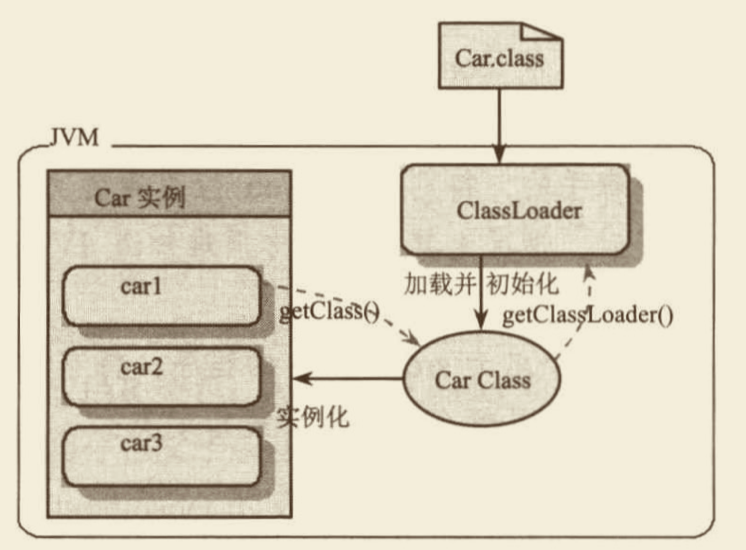 Car.class
JVM
Car 实例
ClassLoader
car1
加载并 初始化
getClass()
getClassLoader()
car2
Car Class
实例化
car3